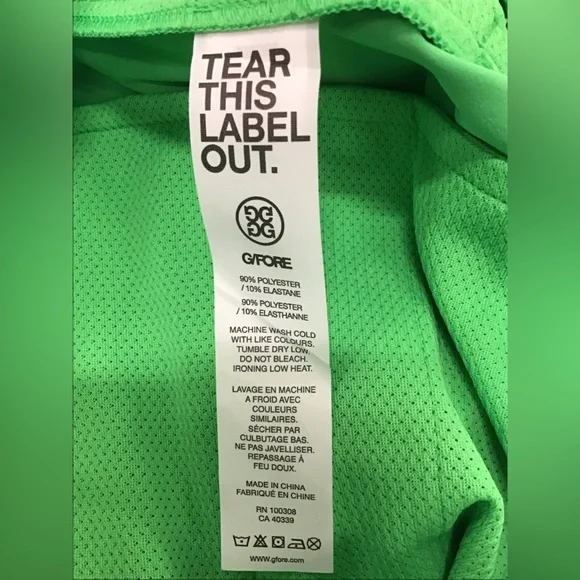 TEAR
THIS
LABEL
OUT.
G/FORE
90% POLYESTER
/ 10% ELASTANE
90% POLYESTER
/ 10% ELASTHANNE
MACHINE WASH COLD
WITH LIKE COLOURS.
TUMBLE DRY LOW.
DO NOT BLEACH.
IRONING LOW HEAT.
LAVAGE EN MACHINE
A FROID AVEC
COULEURS
SIMILAIRES.
SÉCHER PAR
CULBUTAGE BAS.
NE PAS JAVELLISER.
REPASSAGE À
FEU DOUX.
MADE IN CHINA
FABRIQUÉ EN CHINE
RN 100308
CA 40339
www.gfore.com